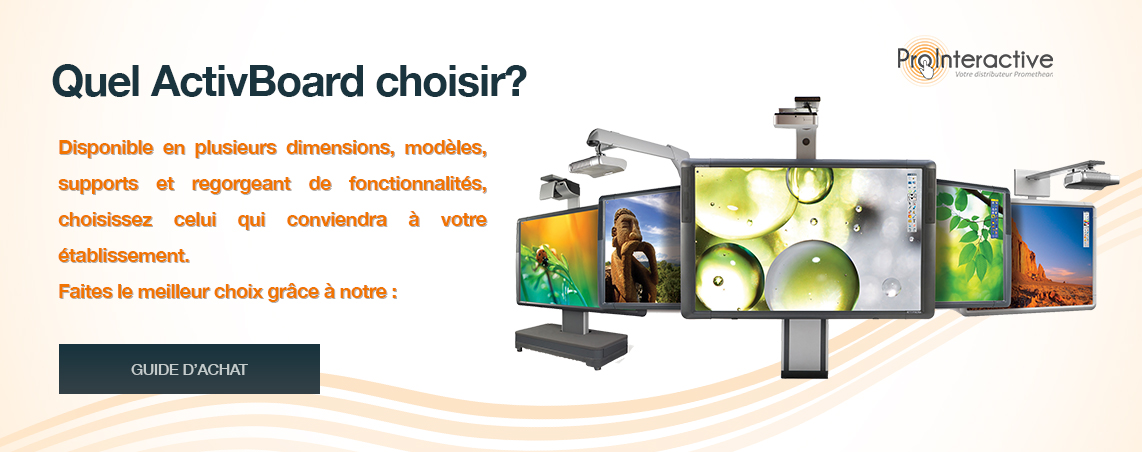 ProInteractive
Votre distributeur Promethean
Quel ActivBoard choisir?
Disponible en plusieurs dimensions, modèles,
supports et regorgeant de fonctionnalités,
choisissez celui qui conviendra à votre
établissement.
Faites le meilleur choix grâce à notre :
GUIDE D'ACHAT